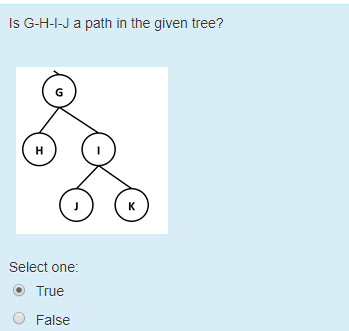 Is G-H-I-J a path in the given tree?
G
H I
J K
Select one:
True
False